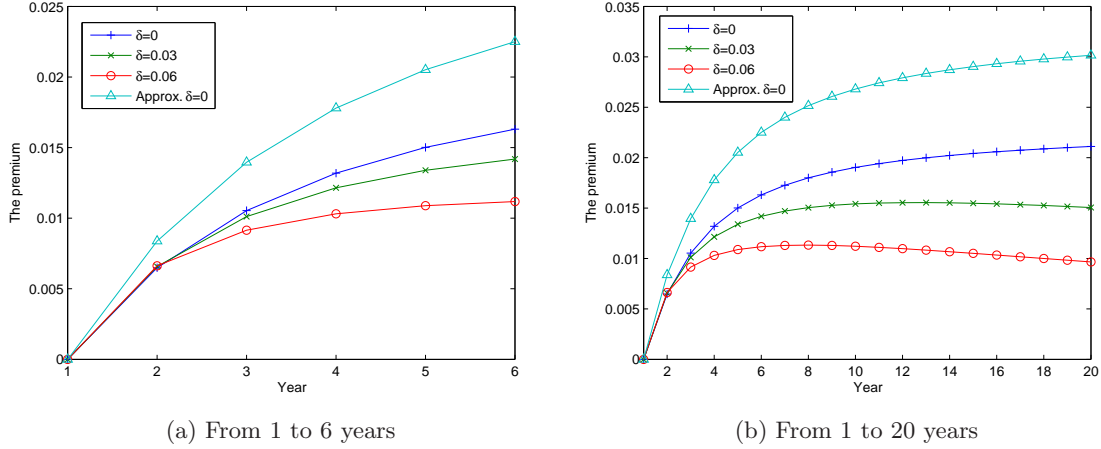 0.025
0.02
0.015
0.01
0.005
0
The premium
δ=0
δ=0.03
δ=0.06
Approx. δ=0
1 2 3 4 5 6
Year
(a) From 1 to 6 years
0.035
0.03
0.025
0.02
0.015
0.01
0.005
0
The premium
δ=0
δ=0.03
δ=0.06
Approx. δ=0
2 4 6 8 10 12 14 16 18 20
Year
(b) From 1 to 20 years